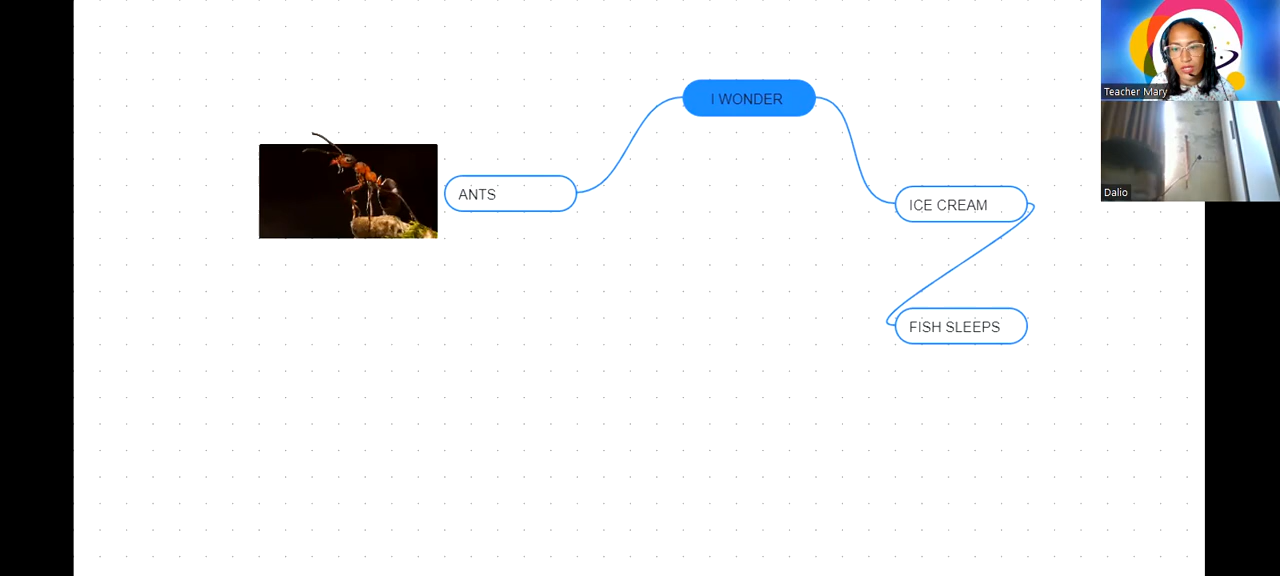 I WONDER
ANTS
ICE CREAM
FISH SLEEPS
Teacher Mary
Dalio